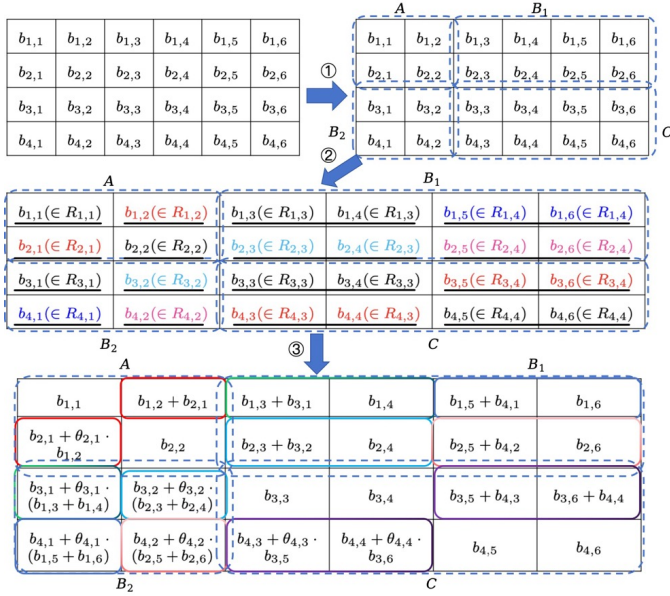 A B₁
b₁,₁ b₁,₂ b₁,₃ b₁,₄ b₁,₅ b₁,₆ b₁,₁ b₁,₂ b₁,₃ b₁,₄ b₁,₅ b₁,₆
b₂,₁ b₂,₂ b₂,₃ b₂,₄ b₂,₅ b₂,₆ ① b₂,₁ b₂,₂ b₂,₃ b₂,₄ b₂,₅ b₂,₆
b₃,₁ b₃,₂ b₃,₃ b₃,₄ b₃,₅ b₃,₆ b₃,₁ b₃,₂ b₃,₃ b₃,₄ b₃,₅ b₃,₆
B₂ C
b₄,₁ b₄,₂ b₄,₃ b₄,₄ b₄,₅ b₄,₆ b₄,₁ b₄,₂ b₄,₃ b₄,₄ b₄,₅ b₄,₆
②
A B₁
b₁,₁(∈ R₁,₁) b₁,₂(∈ R₁,₂) b₁,₃(∈ R₁,₃) b₁,₄(∈ R₁,₃) b₁,₅(∈ R₁,₄) b₁,₆(∈ R₁,₄)
b₂,₁(∈ R₂,₁) b₂,₂(∈ R₂,₂) b₂,₃(∈ R₂,₃) b₂,₄(∈ R₂,₃) b₂,₅(∈ R₂,₄) b₂,₆(∈ R₂,₄)
b₃,₁(∈ R₃,₁) b₃,₂(∈ R₃,₂) b₃,₃(∈ R₃,₃) b₃,₄(∈ R₃,₃) b₃,₅(∈ R₃,₄) b₃,₆(∈ R₃,₄)
b₄,₁(∈ R₄,₁) b₄,₂(∈ R₄,₂) b₄,₃(∈ R₄,₃) b₄,₄(∈ R₄,₃) b₄,₅(∈ R₄,₄) b₄,₆(∈ R₄,₄)
B₂ ③ C
A B₁
b₁,₁ b₁,₂ + b₂,₁ b₁,₃ + b₃,₁ b₁,₄ b₁,₅ + b₄,₁ b₁,₆
b₂,₁ + θ₂,₁ · b₁,₂ b₂,₂ b₂,₃ + b₃,₂ b₂,₄ b₂,₅ + b₄,₂ b₂,₆
b₃,₁ + θ₃,₁ · (b₁,₃ + b₁,₄) b₃,₂ + θ₃,₂ · (b₂,₃ + b₂,₄) b₃,₃ b₃,₄ b₃,₅ + b₄,₃ b₃,₆ + b₄,₄
b₄,₁ + θ₄,₁ · (b₁,₅ + b₁,₆) b₄,₂ + θ₄,₂ · (b₂,₅ + b₂,₆) b₄,₃ + θ₄,₃ · b₃,₅ b₄,₄ + θ₄,₄ · b₃,₆ b₄,₅ b₄,₆
B₂ C